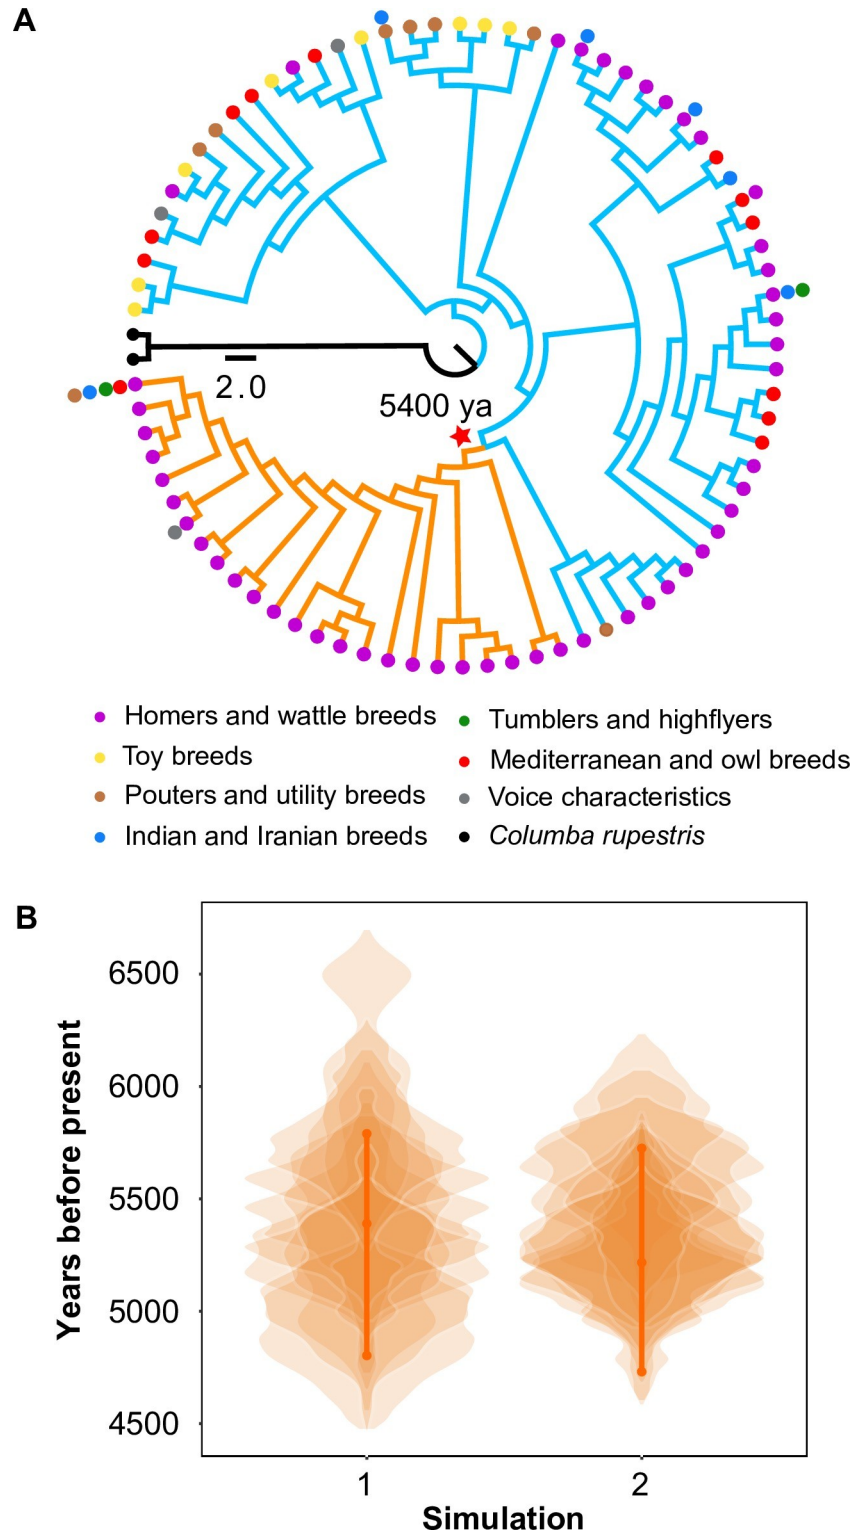 A
2.0
5400 ya
Homers and wattle breeds
Toy breeds
Pouters and utility breeds
Indian and Iranian breeds
Tumblers and highflyers
Mediterranean and owl breeds
Voice characteristics
Columba rupestris
B
Years before present
6500
6000
5500
5000
4500
1
2
Simulation